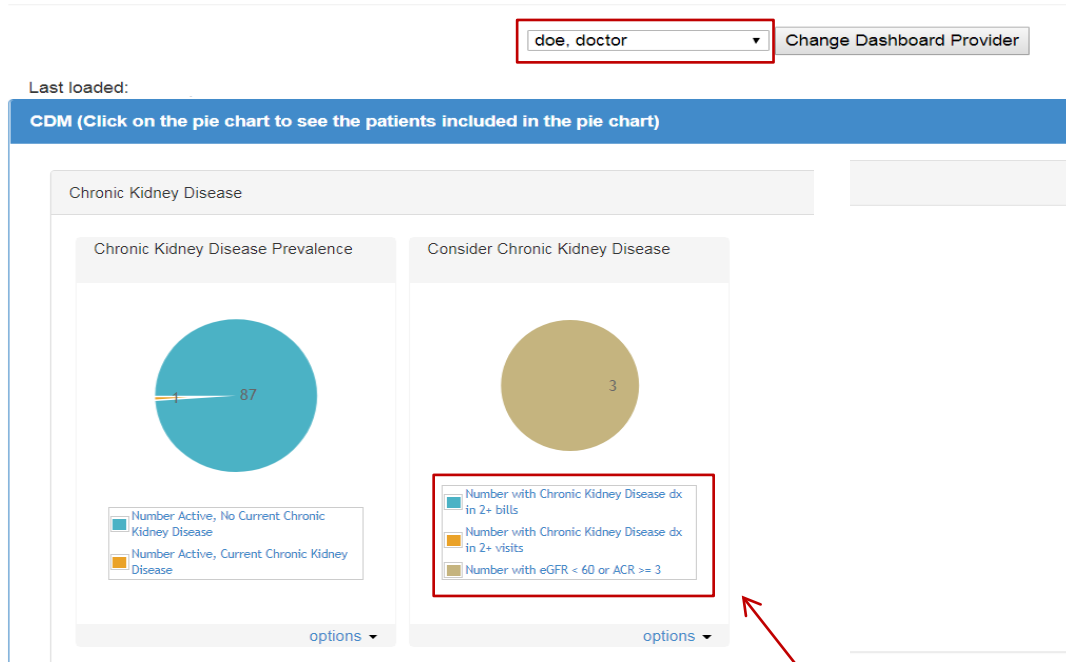 doe, doctor
Change Dashboard Provider
Last loaded:
CDM (Click on the pie chart to see the patients included in the pie chart)
Chronic Kidney Disease
Chronic Kidney Disease Prevalence
87
1
Number Active, No Current Chronic
Kidney Disease
Number Active, Current Chronic Kidney
Disease
options
Consider Chronic Kidney Disease
3
Number with Chronic Kidney Disease dx
in 2+ bills
Number with Chronic Kidney Disease dx
in 2+ visits
Number with eGFR < 60 or ACR >= 3
options